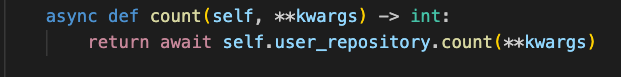 async def count(self, **kwargs) -> int:
    return await self.user_repository.count(**kwargs)